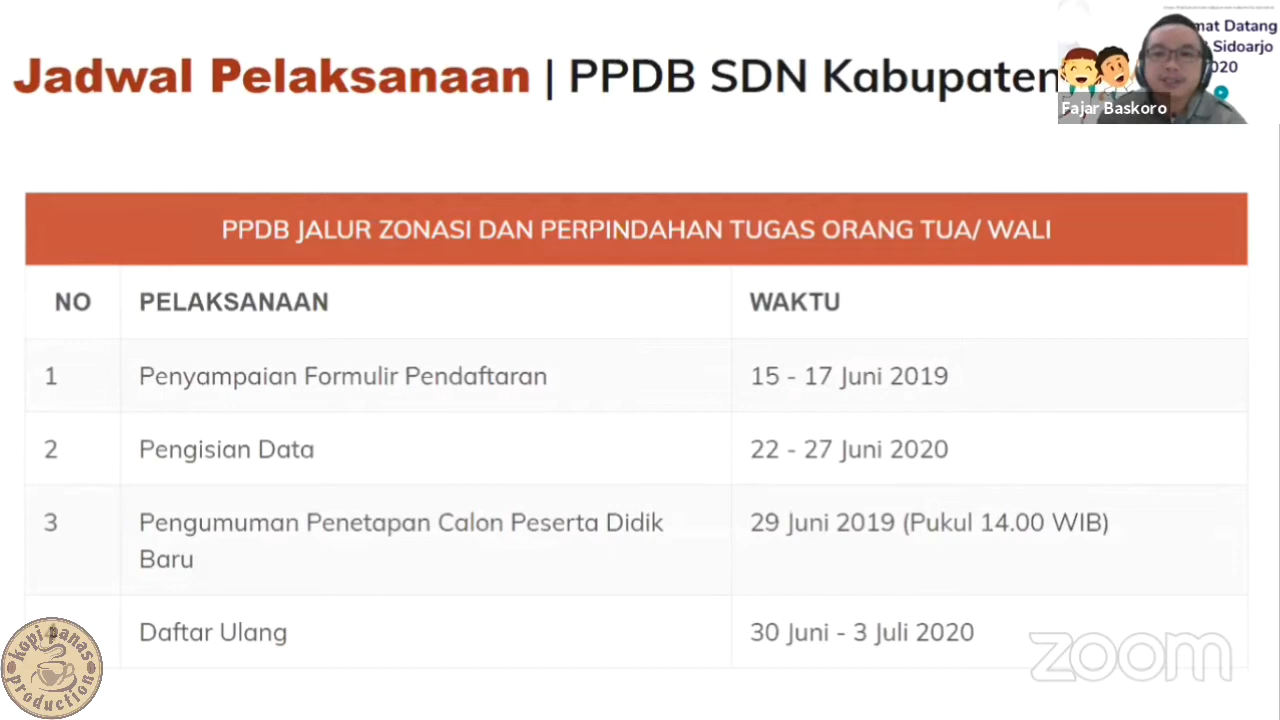 Jadwal Pelaksanaan | PPDB SDN Kabupaten
mat Datang
Sidoarjo
020
Fajar Baskoro
PPDB JALUR ZONASI DAN PERPINDAHAN TUGAS ORANG TUA/ WALI
NO PELAKSANAAN WAKTU
1 Penyampaian Formulir Pendaftaran 15 - 17 Juni 2019
2 Pengisian Data 22 - 27 Juni 2020
3 Pengumuman Penetapan Calon Peserta Didik 29 Juni 2019 (Pukul 14.00 WIB)
Baru
Daftar Ulang 30 Juni - 3 Juli 2020
kopi panas
production
zoom